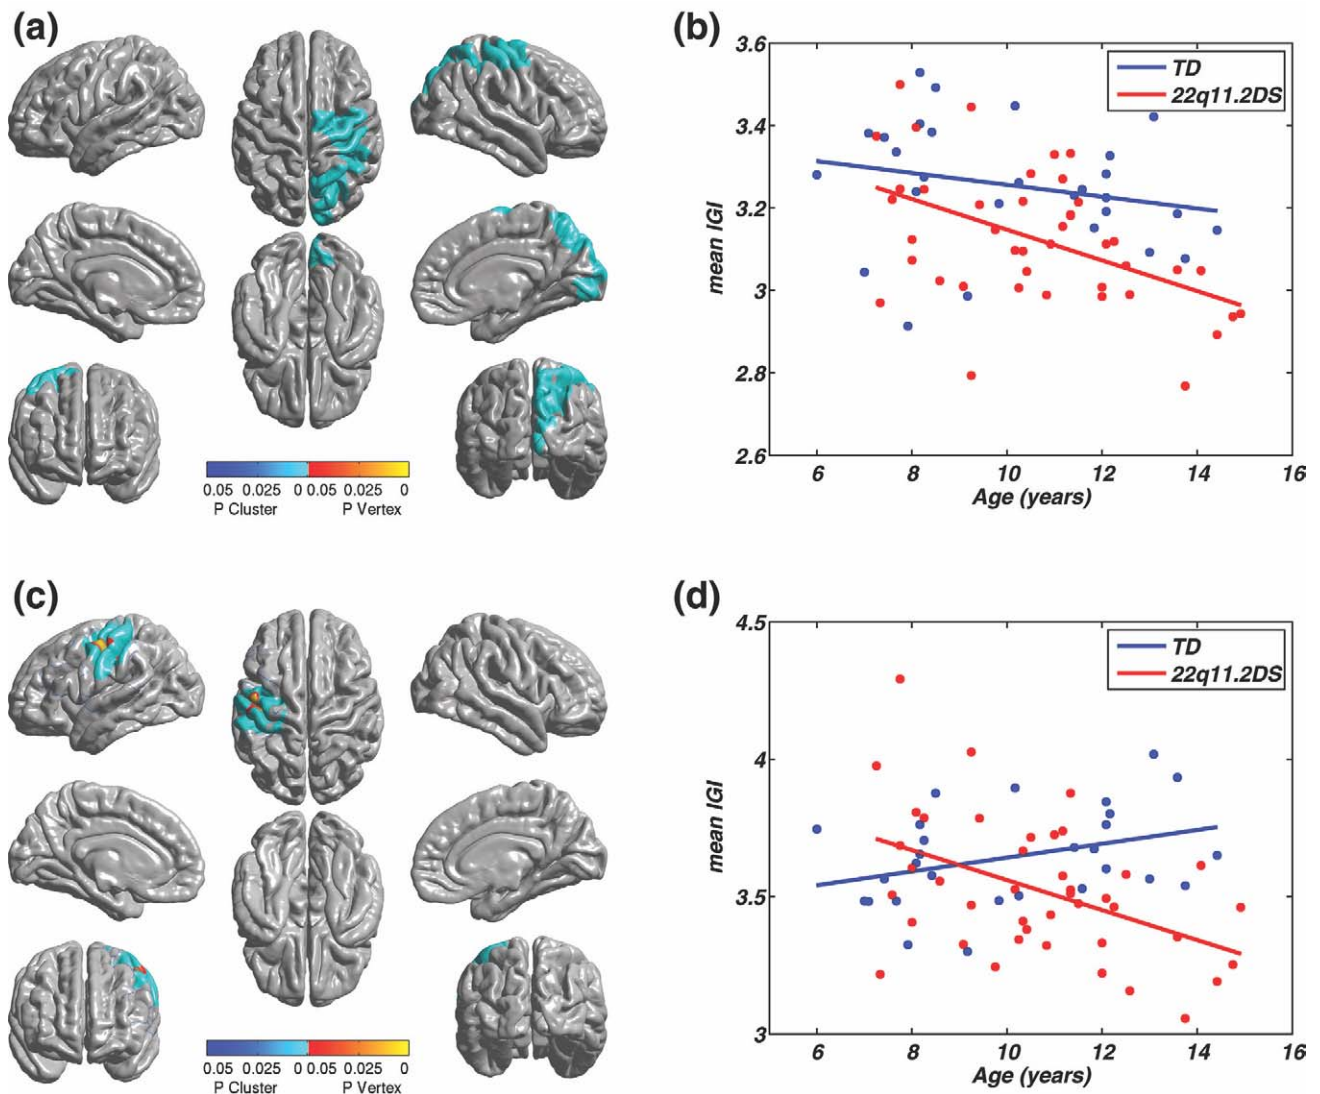 (a)
0.05 0.025 0 0.05 0.025 0
P Cluster P Vertex
(b)
3.6
3.4
3.2
3
2.8
2.6
mean lGI
TD
22q11.2DS
6 8 10 12 14 16
Age (years)
(c)
0.05 0.025 0 0.05 0.025 0
P Cluster P Vertex
(d)
4.5
4
3.5
3
mean lGI
TD
22q11.2DS
6 8 10 12 14 16
Age (years)